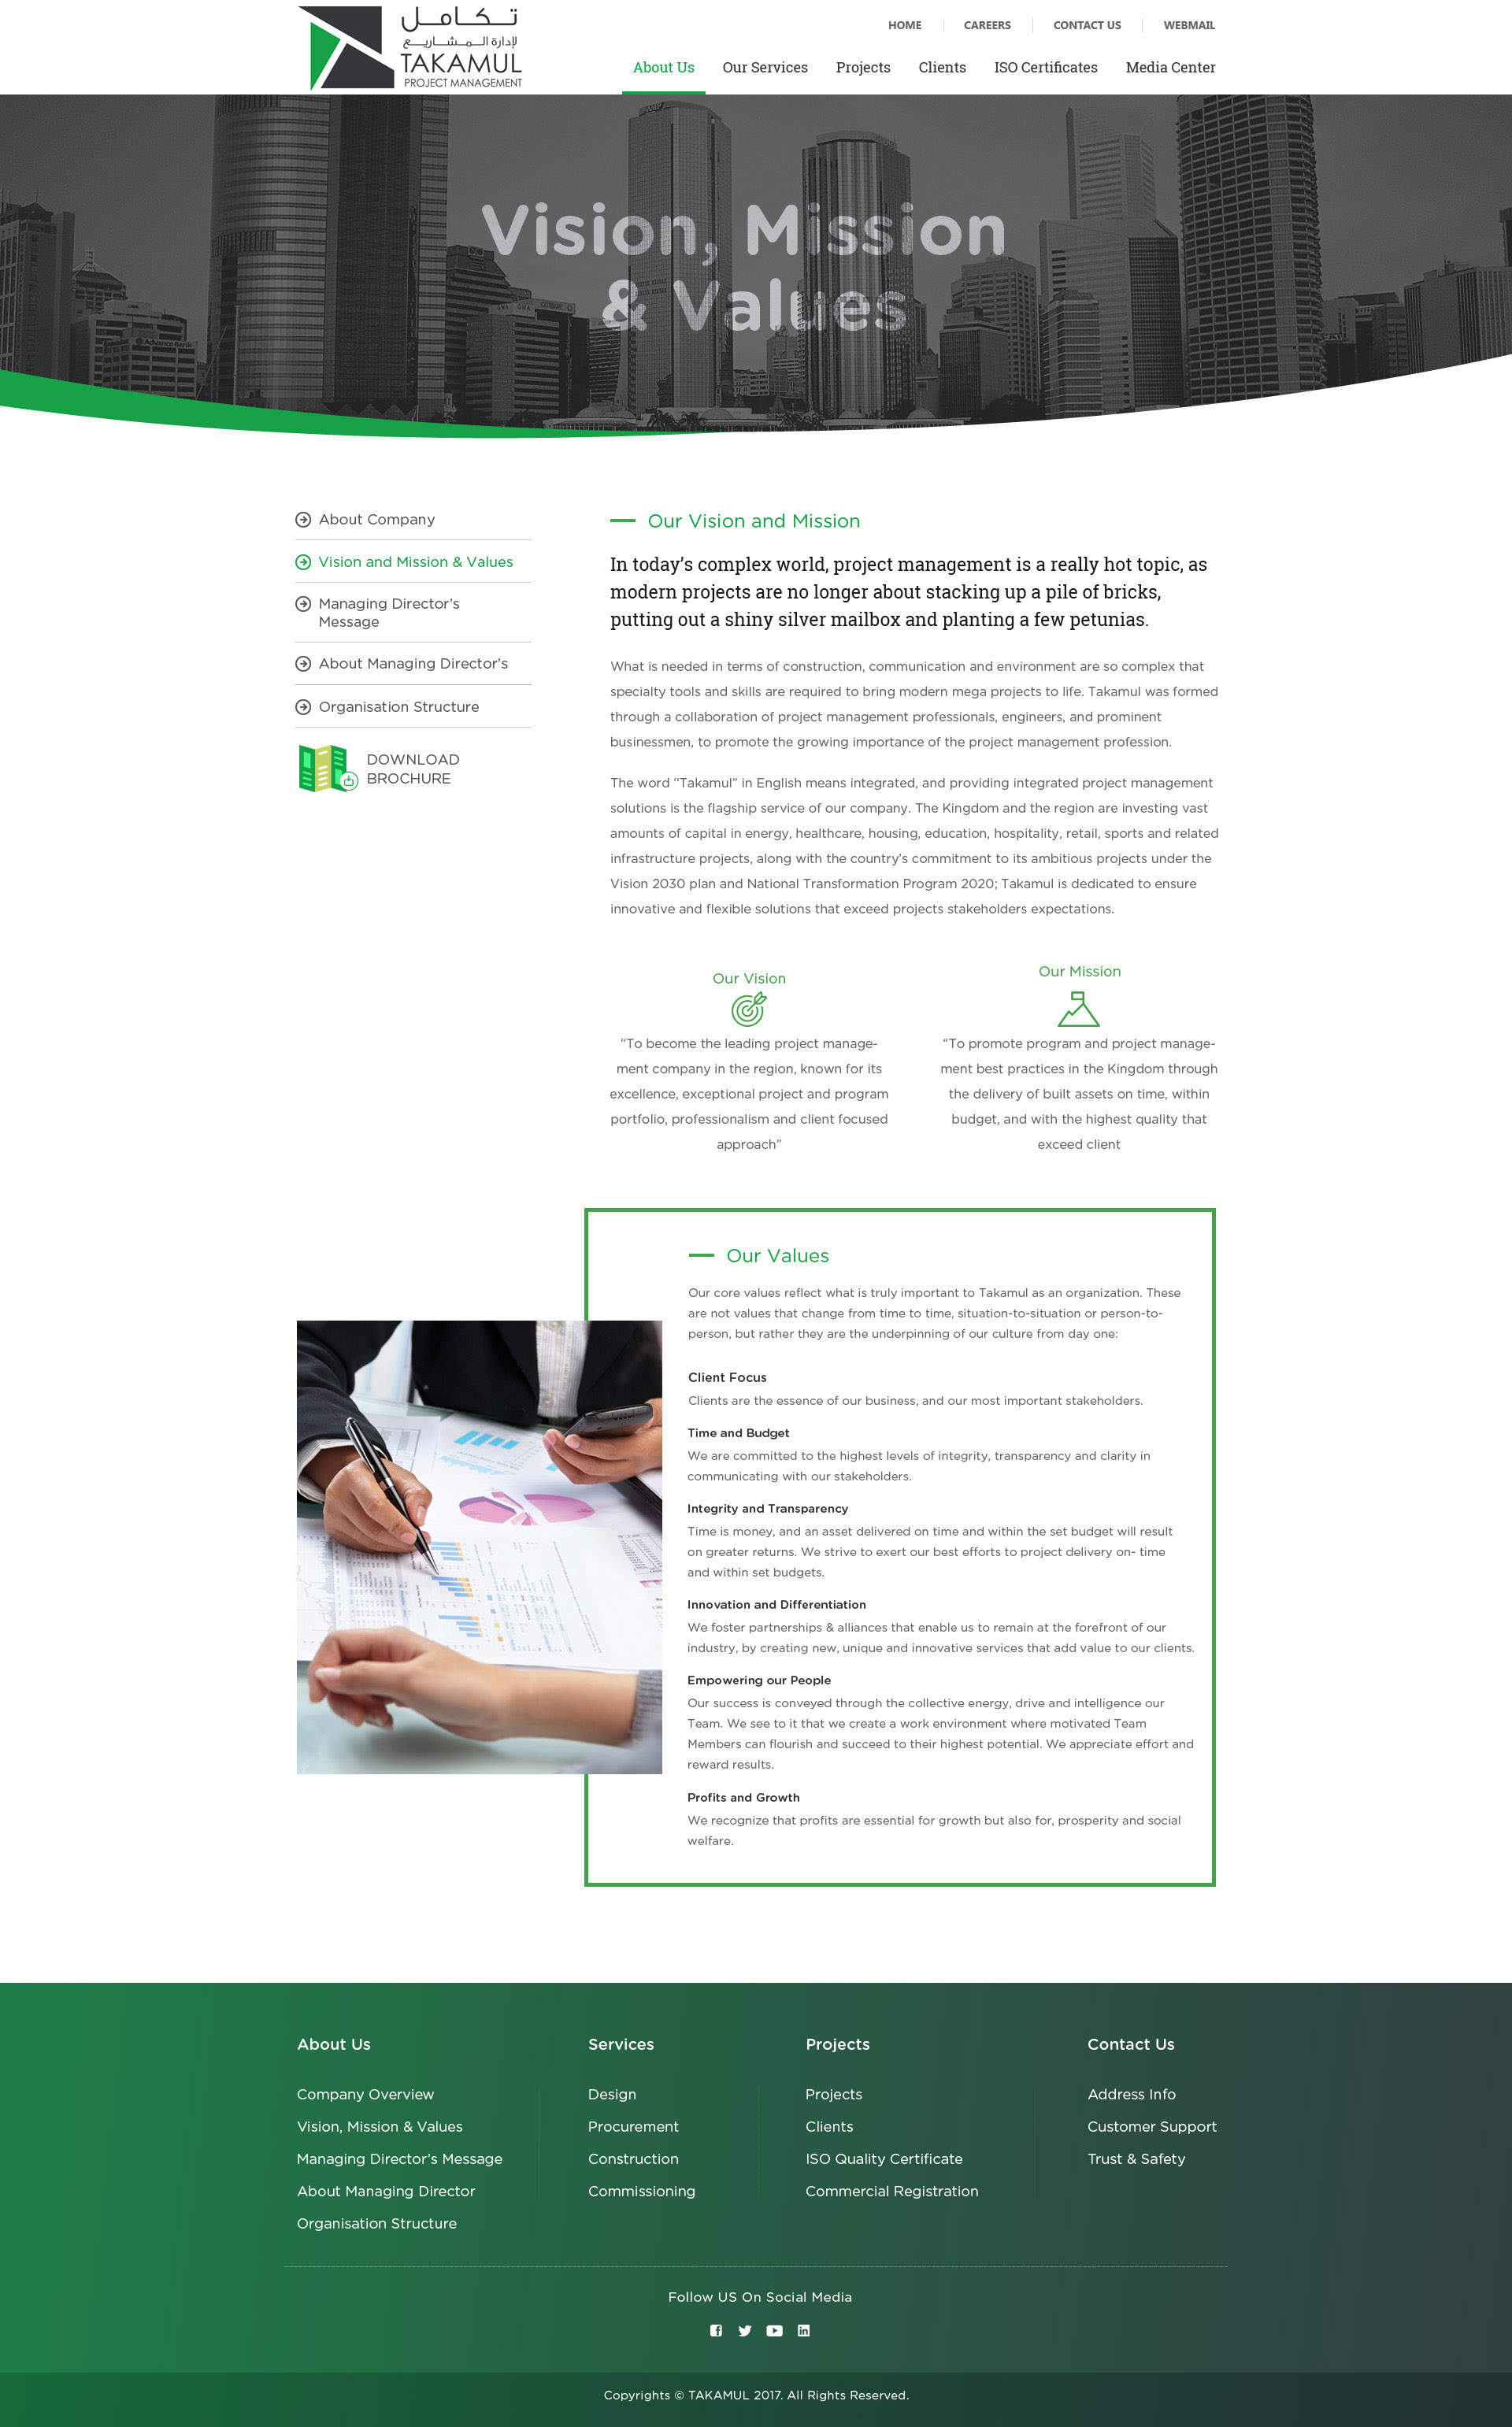 تكامل
لإدارة المشاريع
TAKAMUL
PROJECT MANAGEMENT
HOME
CAREERS
CONTACT US
WEBMAIL
About Us
Our Services
Projects
Clients
ISO Certificates
Media Center
Vision, Mission
& Values
About Company
Vision and Mission & Values
Managing Director’s
Message
About Managing Director’s
Organisation Structure
DOWNLOAD
BROCHURE
Our Vision and Mission
In today’s complex world, project management is a really hot topic, as
modern projects are no longer about stacking up a pile of bricks,
putting out a shiny silver mailbox and planting a few petunias.
What is needed in terms of construction, communication and environment are so complex that
specialty tools and skills are required to bring modern mega projects to life. Takamul was formed
through a collaboration of project management professionals, engineers, and prominent
businessmen, to promote the growing importance of the project management profession.
The word “Takamul” in English means integrated, and providing integrated project management
solutions is the flagship service of our company. The Kingdom and the region are investing vast
amounts of capital in energy, healthcare, housing, education, hospitality, retail, sports and related
infrastructure projects, along with the country’s commitment to its ambitious projects under the
Vision 2030 plan and National Transformation Program 2020; Takamul is dedicated to ensure
innovative and flexible solutions that exceed projects stakeholders expectations.
Our Vision
“To become the leading project manage-
ment company in the region, known for its
excellence, exceptional project and program
portfolio, professionalism and client focused
approach”
Our Mission
“To promote program and project manage-
ment best practices in the Kingdom through
the delivery of built assets on time, within
budget, and with the highest quality that
exceed client
Our Values
Our core values reflect what is truly important to Takamul as an organization. These
are not values that change from time to time, situation-to-situation or person-to-
person, but rather they are the underpinning of our culture from day one:
Client Focus
Clients are the essence of our business, and our most important stakeholders.
Time and Budget
We are committed to the highest levels of integrity, transparency and clarity in
communicating with our stakeholders.
Integrity and Transparency
Time is money, and an asset delivered on time and within the set budget will result
on greater returns. We strive to exert our best efforts to project delivery on- time
and within set budgets.
Innovation and Differentiation
We foster partnerships & alliances that enable us to remain at the forefront of our
industry, by creating new, unique and innovative services that add value to our clients.
Empowering our People
Our success is conveyed through the collective energy, drive and intelligence our
Team. We see to it that we create a work environment where motivated Team
Members can flourish and succeed to their highest potential. We appreciate effort and
reward results.
Profits and Growth
We recognize that profits are essential for growth but also for, prosperity and social
welfare.
About Us
Company Overview
Vision, Mission & Values
Managing Director’s Message
About Managing Director
Organisation Structure
Services
Design
Procurement
Construction
Commissioning
Projects
Projects
Clients
ISO Quality Certificate
Commercial Registration
Contact Us
Address Info
Customer Support
Trust & Safety
Follow US On Social Media
Copyrights © TAKAMUL 2017. All Rights Reserved.